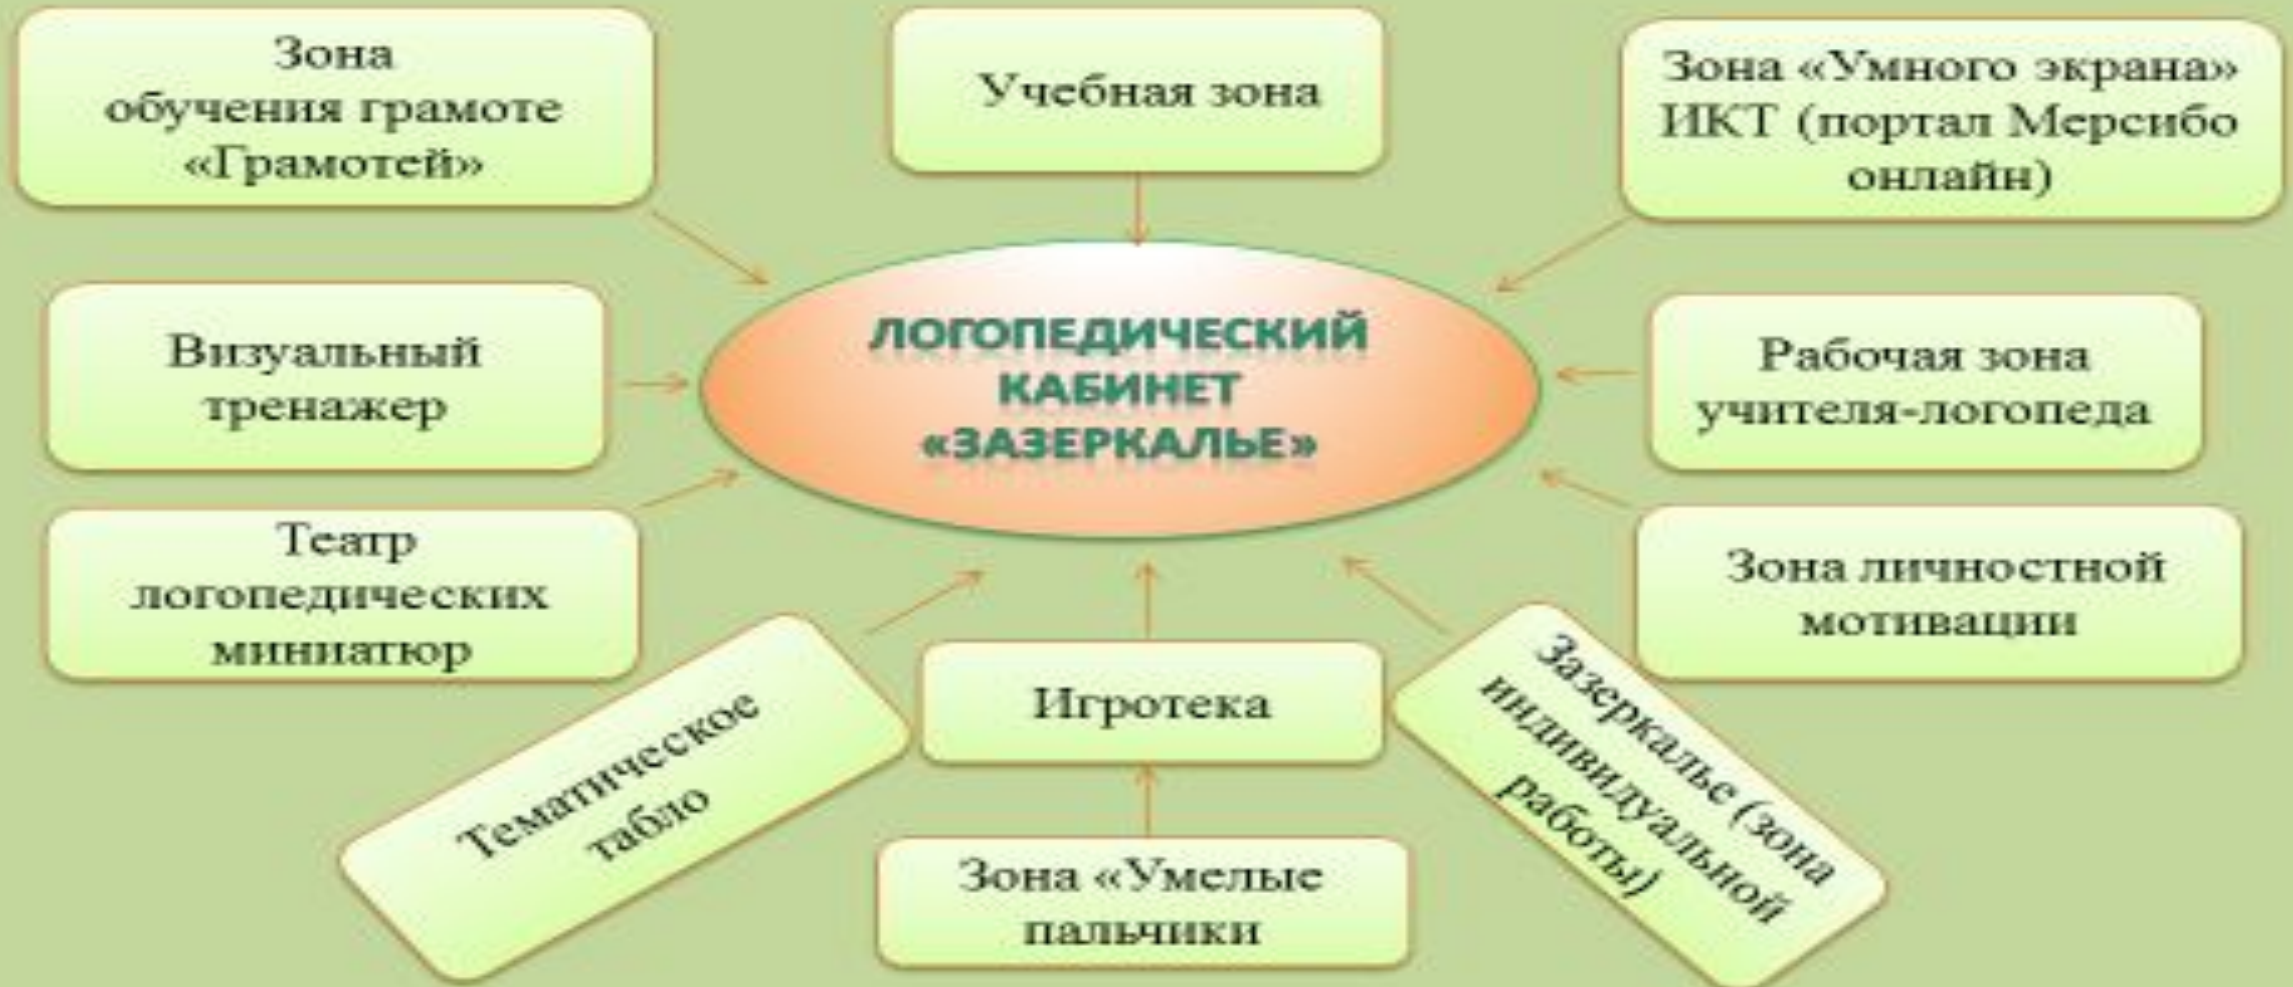 Зона
обучения грамоте
«Грамотей»
Учебная зона
Зона «Умного экрана»
ИКТ (портал Мерсибо
онлайн)
Визуальный
тренажер
ЛОГОПЕДИЧЕСКИЙ
КАБИНЕТ
«ЗАЗЕРКАЛЬЕ»
Рабочая зона
учителя-логопеда
Театр
логопедических
миниатюр
Зона личностной
мотивации
Тематическое
табло
Игротека
Зазеркалье (зона
индивидуальной
работы)
Зона «Умелые
пальчики